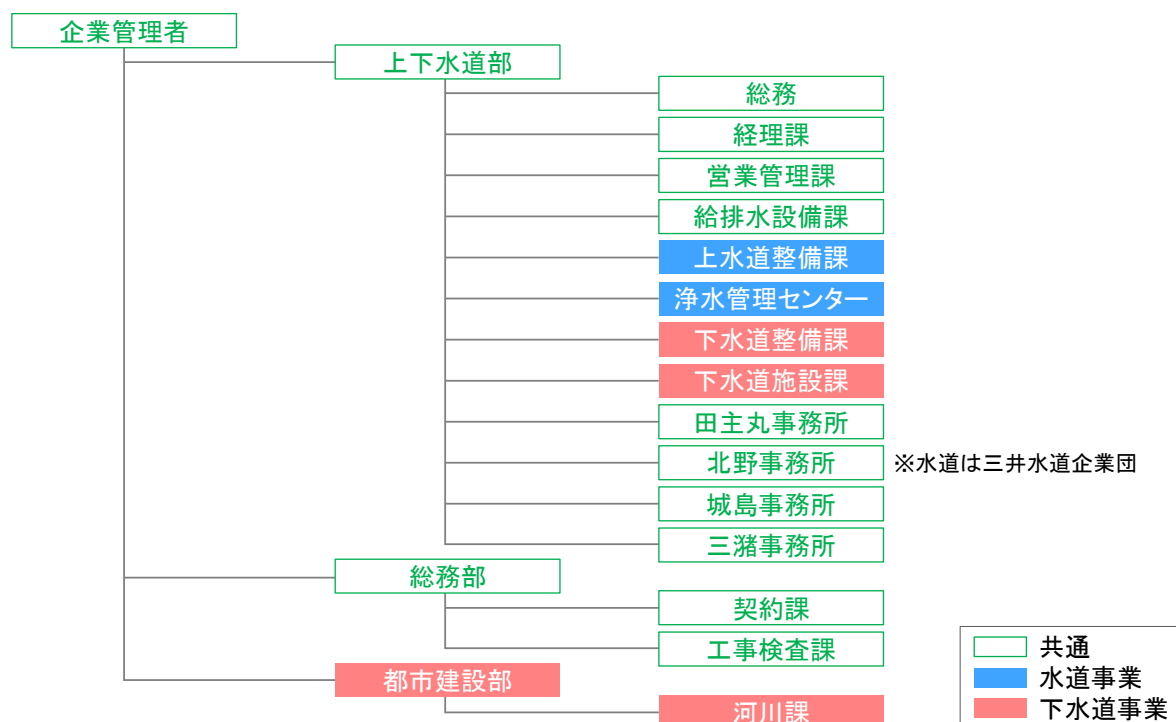 企業管理者
上下水道部
総務
経理課
営業管理課
給排水設備課
上水道整備課
浄水管理センター
下水道整備課
下水道施設課
田主丸事務所
北野事務所 ※水道は三井水道企業団
城島事務所
三潴事務所
総務部
契約課
工事検査課
都市建設部
河川課
共通
水道事業
下水道事業